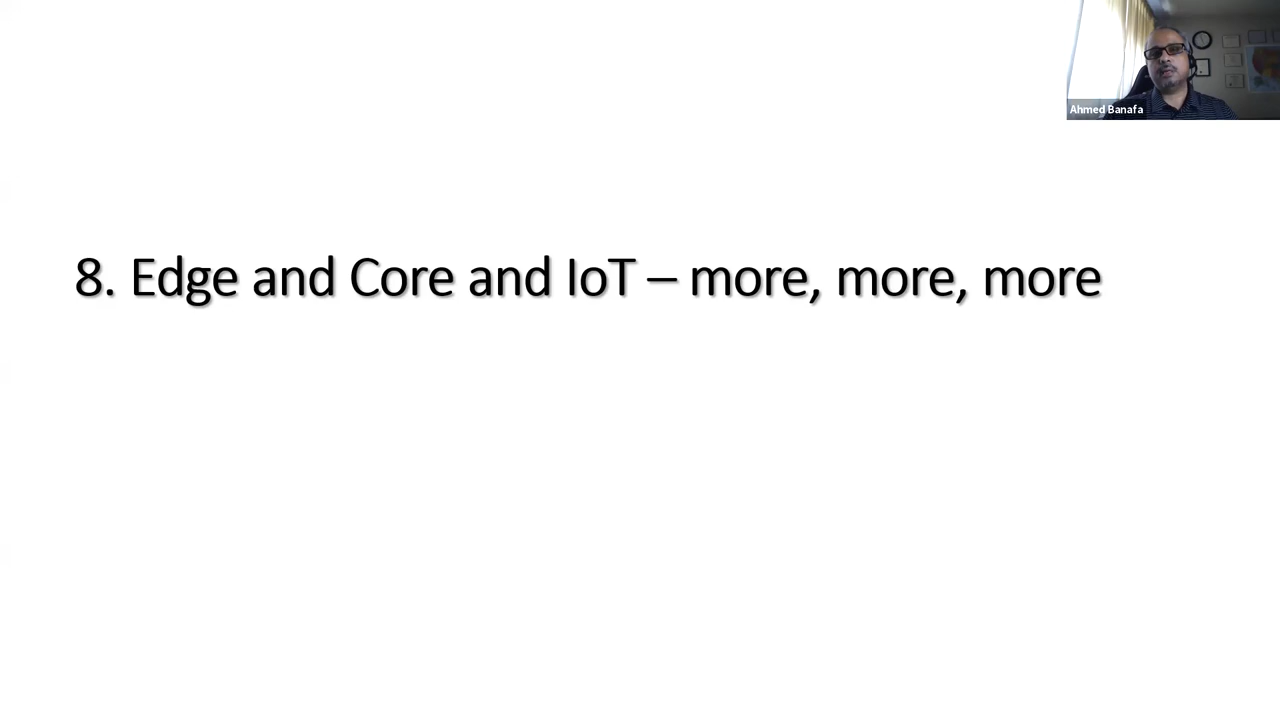 Ahmed Banafa
8. Edge and Core and IoT – more, more, more